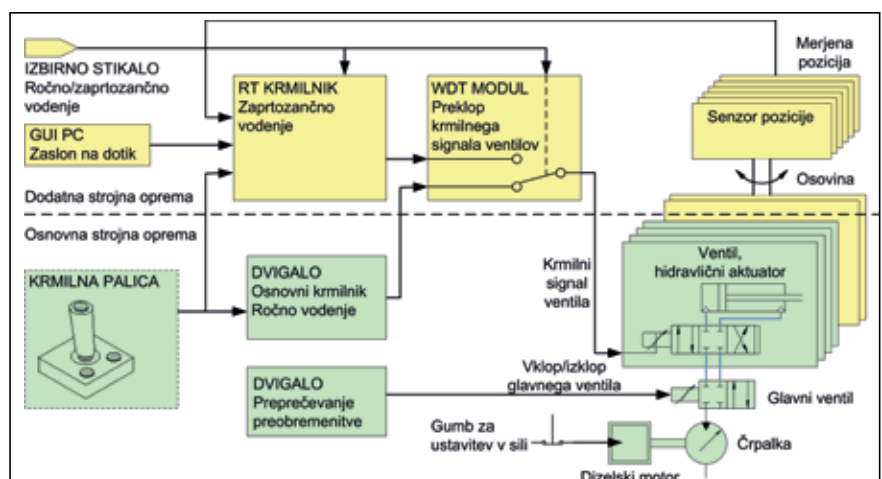 IZBIRNO STIKALO
Ročno/zaprtozančno
vodenje
GUI PC
Zaslon na dotik
RT KRMILNIK
Zaprtozančno
vodenje
WDT MODUL
Preklop
krmilnega
signala ventilov
Merjena
pozicija
Senzor pozicije
Osovina
Dodatna strojna oprema
Osnovna strojna oprema
KRMILNA PALICA
DVIGALO
Osnovni krmilnik
Ročno vodenje
Krmilni
signal
ventila
Ventil,
hidravlični aktuator
DVIGALO
Preprečevanje
preobremenitve
Vklop/izklop
glavnega ventila
Glavni ventil
Gumb za
ustavitev v sili
Črpalka
Dizelski motor